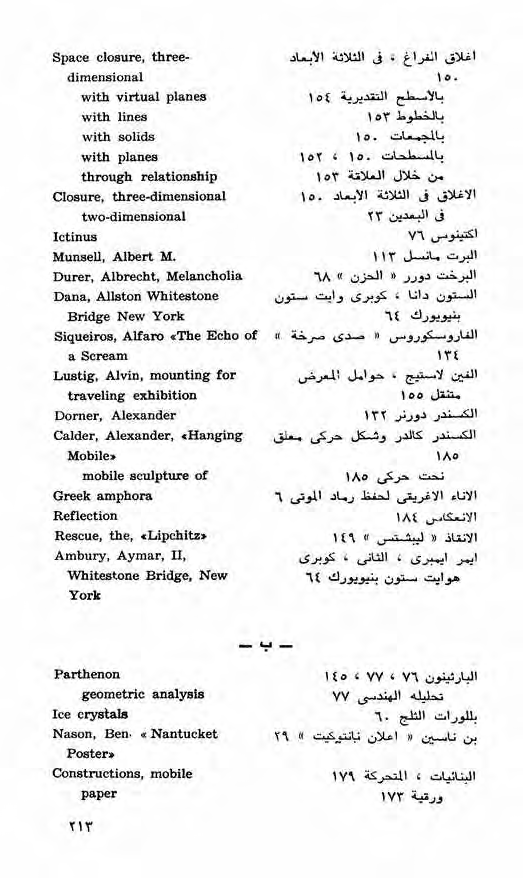 Space closure, three- اغلاق الفراغ ؛ في الثلاثة الأبعاد
dimensional ١٥٠
with virtual planes بالاسطح التقديرية ١٥٤
with lines بالخطوط ١٥٣
with solids بالمجسمات ١٥٠
with planes بالمسطحات ١٥٠ ، ١٥٢
through relationship من خلال العلاقة ١٥٣
Closure, three-dimensional الاغلاق في الثلاثة الأبعاد ١٥٠
two-dimensional في البعدين ٢٣
Ictinus اكتينوس ٧٦
Munsell, Albert M. البرت مانسل ١١٣
Durer, Albrecht, Melancholia البرخت دورر « الحزن » ٦٨
Dana, Allston Whitestone الستون دانا ، كوبرى وايت ستون
Bridge New York بنيويورك ٦٤
Siqueiros, Alfaro «The Echo of الفاروسكوروس « صدى صرخة »
a Scream ١٣٤
Lustig, Alvin, mounting for الفين لاستيج ، حوامل المعرض
traveling exhibition متنقل ١٥٥
Dorner, Alexander الكسندر دورنر ١٣٢
Calder, Alexander, «Hanging الكسندر كالدر وشكل حركى معلق
Mobile» ١٨٥
mobile sculpture of نحت حركى ١٨٥
Greek amphora الاناء الاغريقى لحفظ رماد الموتى ٦
Reflection الانعكاس ١٨٤
Rescue, the, «Lipchitz» الانقاذ « ليبشتس » ١٤٩
Ambury, Aymar, II, ايمر ايمبرى ، الثانى ، كوبرى
Whitestone Bridge, New هوايت ستون بنيويورك ٦٤
York
— ب —
Parthenon البارثينون ٧٦ ، ٧٧ ، ١٤٥
geometric analysis تحليله الهندسى ٧٧
Ice crystals بللورات الثلج ٦٠
Nason, Ben. « Nantucket بن ناسين « اعلان نانتوكيت » ٢٩
Poster»
Constructions, mobile البنائيات ، المتحركة ١٧٩
paper ورقية ١٧٣
٢١٣